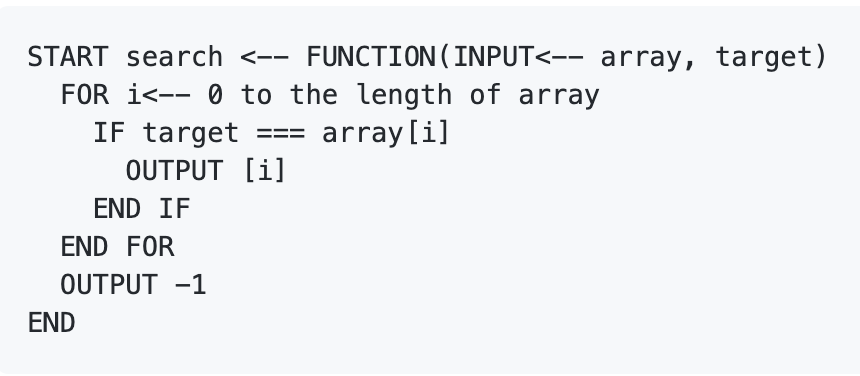 START search <-- FUNCTION(INPUT<-- array, target)
  FOR i<-- 0 to the length of array
    IF target === array[i]
      OUTPUT [i]
    END IF
  END FOR
  OUTPUT -1
END